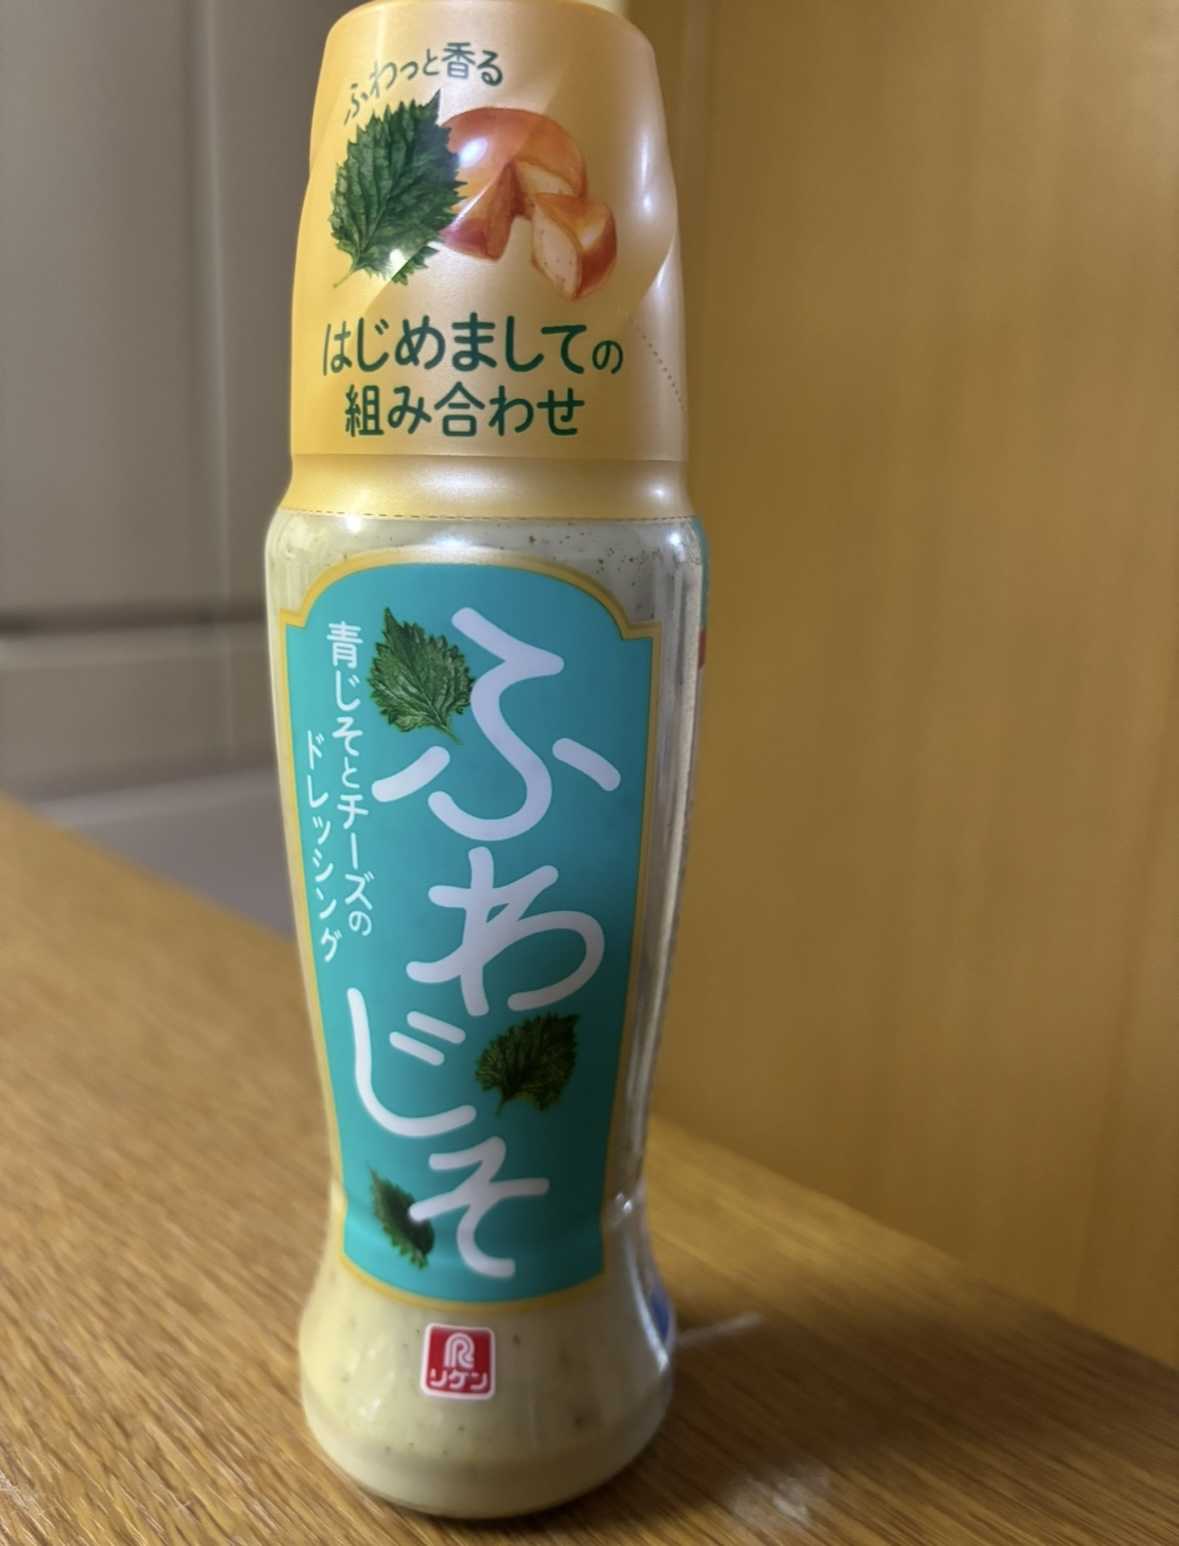 ふわっと香る
はじめましての
組み合わせ
ふわじそ
青じそとチーズの
ドレッシング
R
リケン